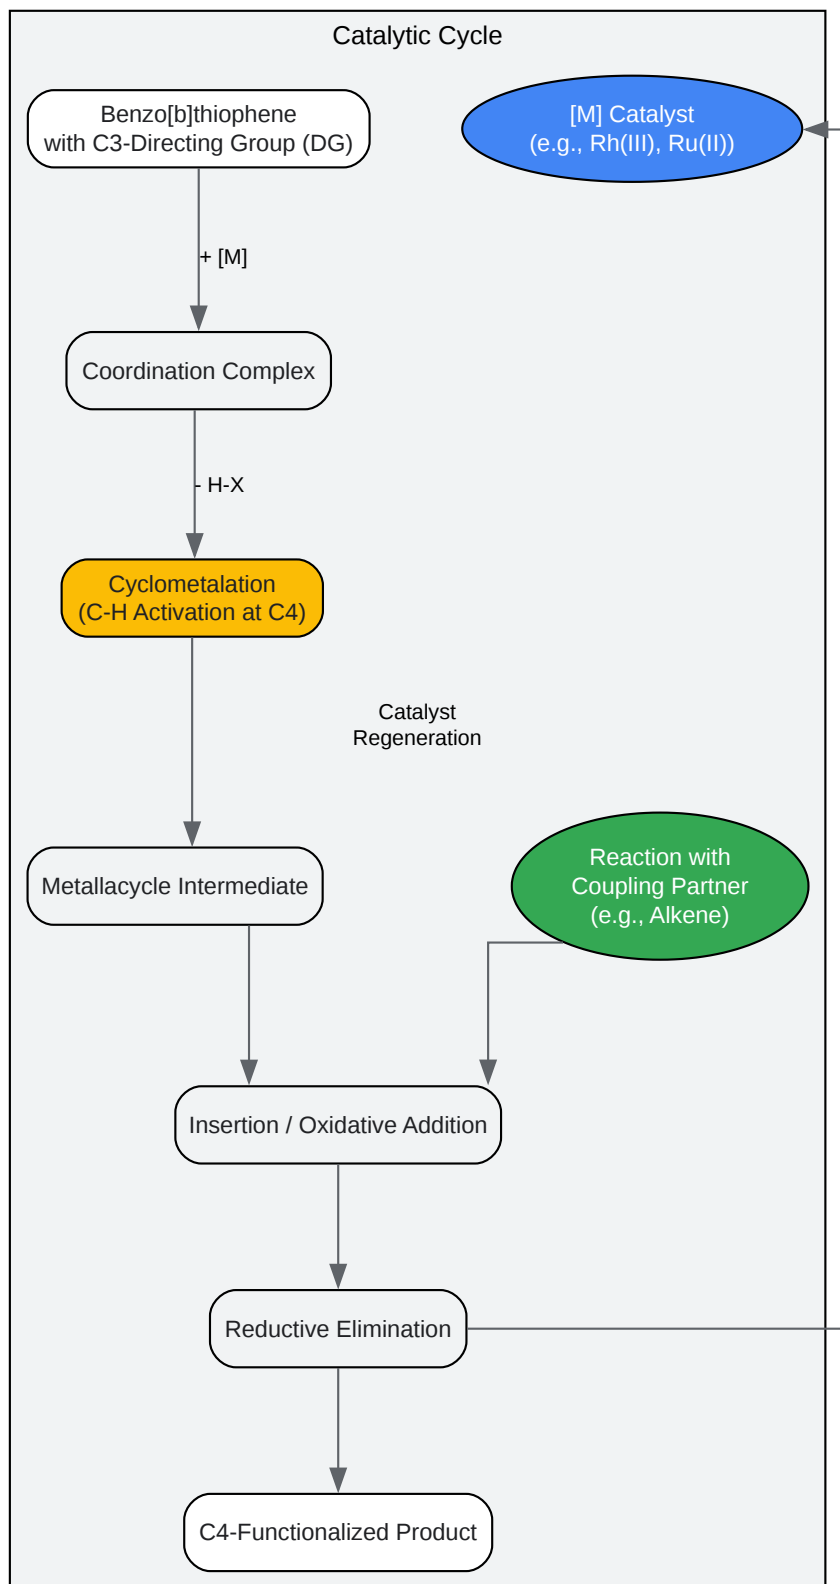 Catalytic Cycle
Benzo[b]thiophene
with C3-Directing Group (DG)
[M] Catalyst
(e.g., Rh(III), Ru(II))
+ [M]
Coordination Complex
- H-X
Cyclometalation
(C-H Activation at C4)
Catalyst
Regeneration
Metallacycle Intermediate
Reaction with
Coupling Partner
(e.g., Alkene)
Insertion / Oxidative Addition
Reductive Elimination
C4-Functionalized Product